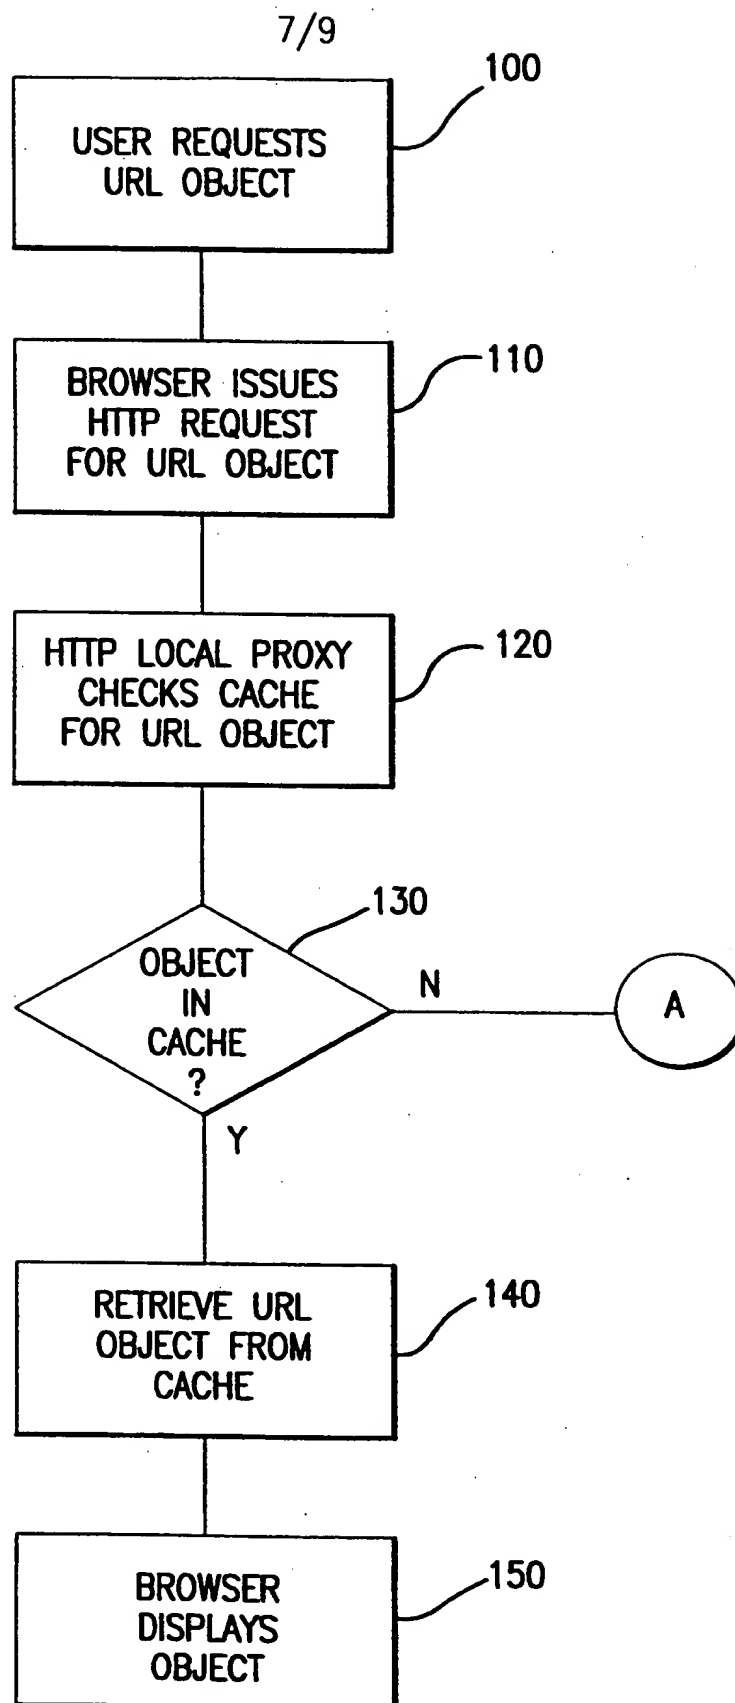 7/9
100
USER REQUESTS
URL OBJECT
110
BROWSER ISSUES
HTTP REQUEST
FOR URL OBJECT
120
HTTP LOCAL PROXY
CHECKS CACHE
FOR URL OBJECT
130
OBJECT
IN
CACHE
?
N
A
Y
140
RETRIEVE URL
OBJECT FROM
CACHE
150
BROWSER
DISPLAYS
OBJECT